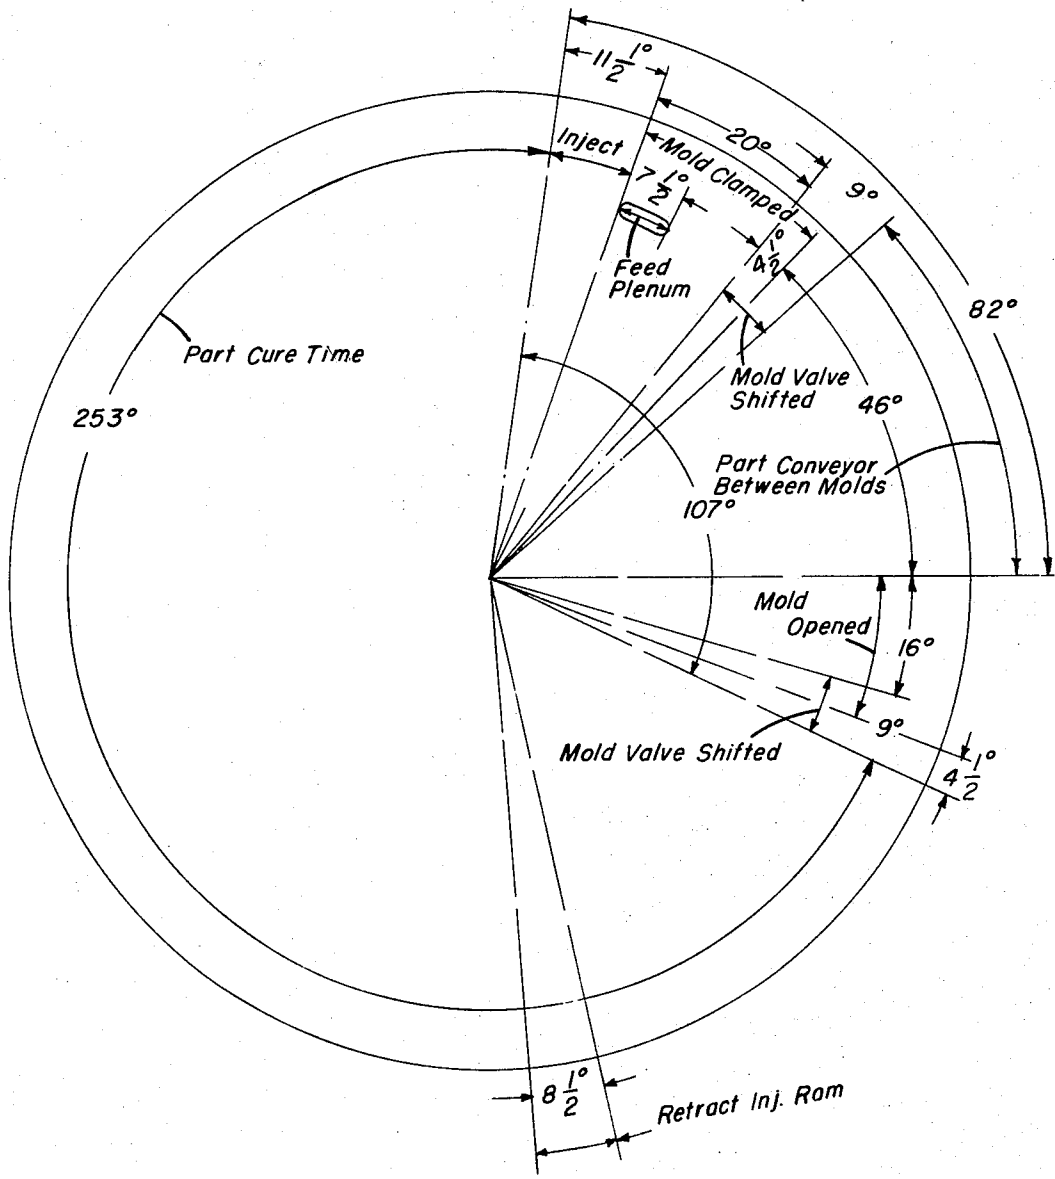 11 1/2°
Inject
20°
Mold Clamped
9°
7 1/2°
4 1/2°
Feed
Plenum
82°
Part Cure Time
Mold Valve
Shifted
46°
253°
Part Conveyor
Between Molds
107°
Mold
Opened
16°
9°
Mold Valve Shifted
4 1/2°
8 1/2°
Retract Inj. Ram